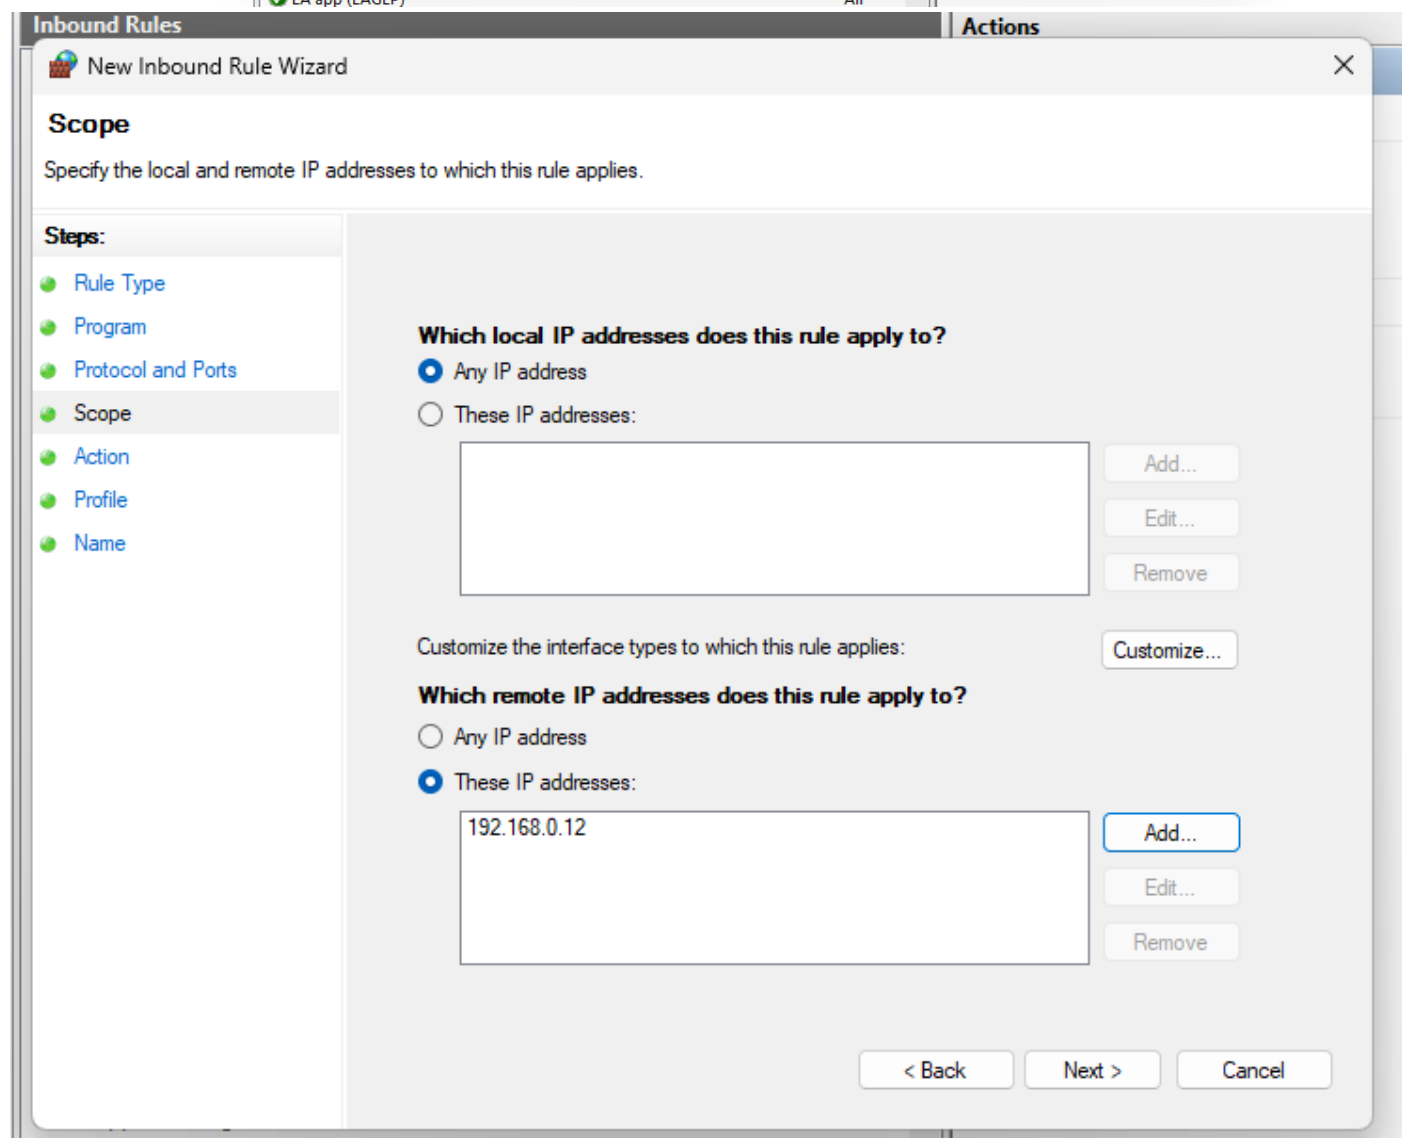 EA app (EAGEP)
All
Inbound Rules
Actions
New Inbound Rule Wizard
Scope
Specify the local and remote IP addresses to which this rule applies.
Steps:
Rule Type
Program
Protocol and Ports
Scope
Action
Profile
Name
Which local IP addresses does this rule apply to?
Any IP address
These IP addresses:
Add...
Edit...
Remove
Customize the interface types to which this rule applies:
Customize...
Which remote IP addresses does this rule apply to?
Any IP address
These IP addresses:
192.168.0.12
Add...
Edit...
Remove
< Back
Next >
Cancel